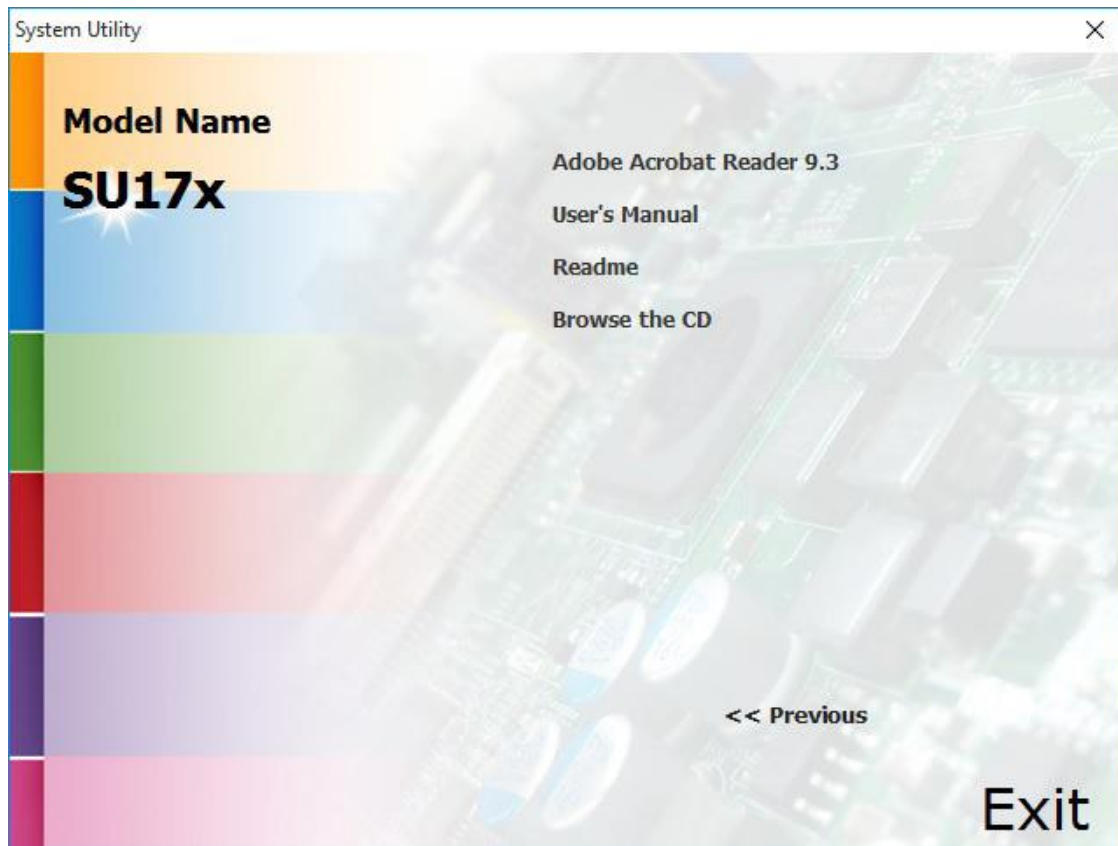 System Utility
Model Name
SU17x
Adobe Acrobat Reader 9.3
User's Manual
Readme
Browse the CD
<< Previous
Exit